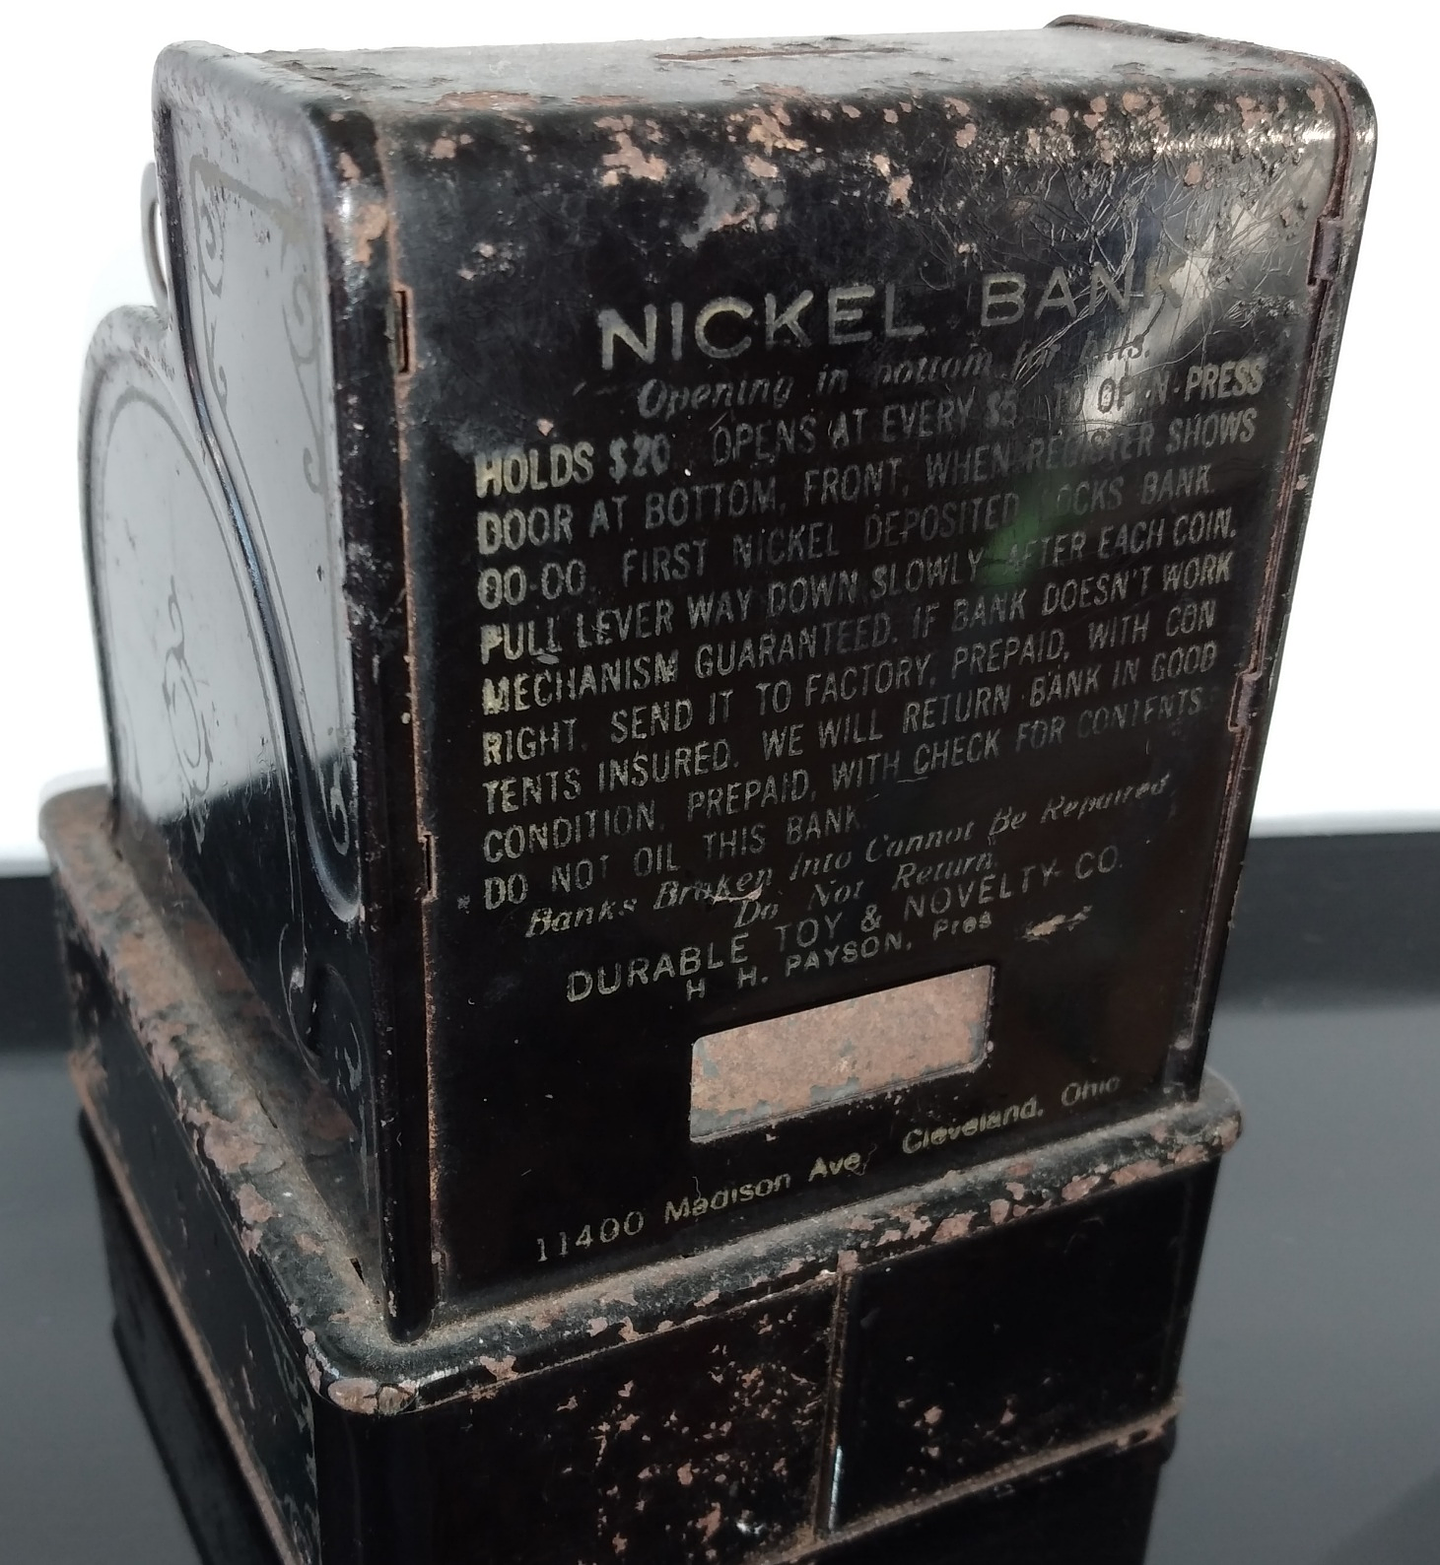 NICKEL BANK
Opening in bottom for bills.
HOLDS $20. OPENS AT EVERY $5. TO OPEN-PRESS
DOOR AT BOTTOM, FRONT, WHEN REGISTER SHOWS
00-00. FIRST NICKEL DEPOSITED LOCKS BANK
PULL LEVER WAY DOWN SLOWLY AFTER EACH COIN.
MECHANISM GUARANTEED. IF BANK DOESN'T WORK
RIGHT, SEND IT TO FACTORY, PREPAID, WITH CON
TENTS INSURED. WE WILL RETURN BANK IN GOOD
CONDITION, PREPAID, WITH CHECK FOR CONTENTS.
DO NOT OIL THIS BANK
Banks Broken Into Cannot Be Repaired
Do Not Return
DURABLE TOY & NOVELTY CO.
H. H. PAYSON, Pres
11400 Madison Ave Cleveland, Ohio